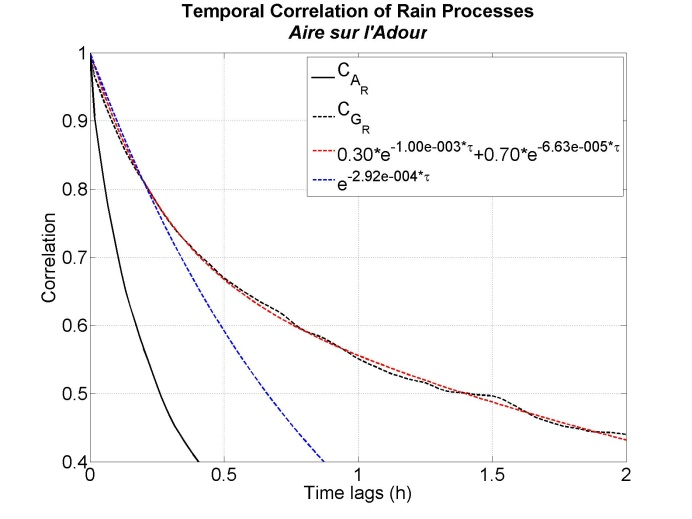 Temporal Correlation of Rain Processes
Aire sur l'Adour
C_A_R
C_G_R
0.30*e^-1.00e-003*τ+0.70*e^-6.63e-005*τ
e^-2.92e-004*τ
1
0.9
0.8
0.7
0.6
0.5
0.4
Correlation
0 0.5 1 1.5 2
Time lags (h)